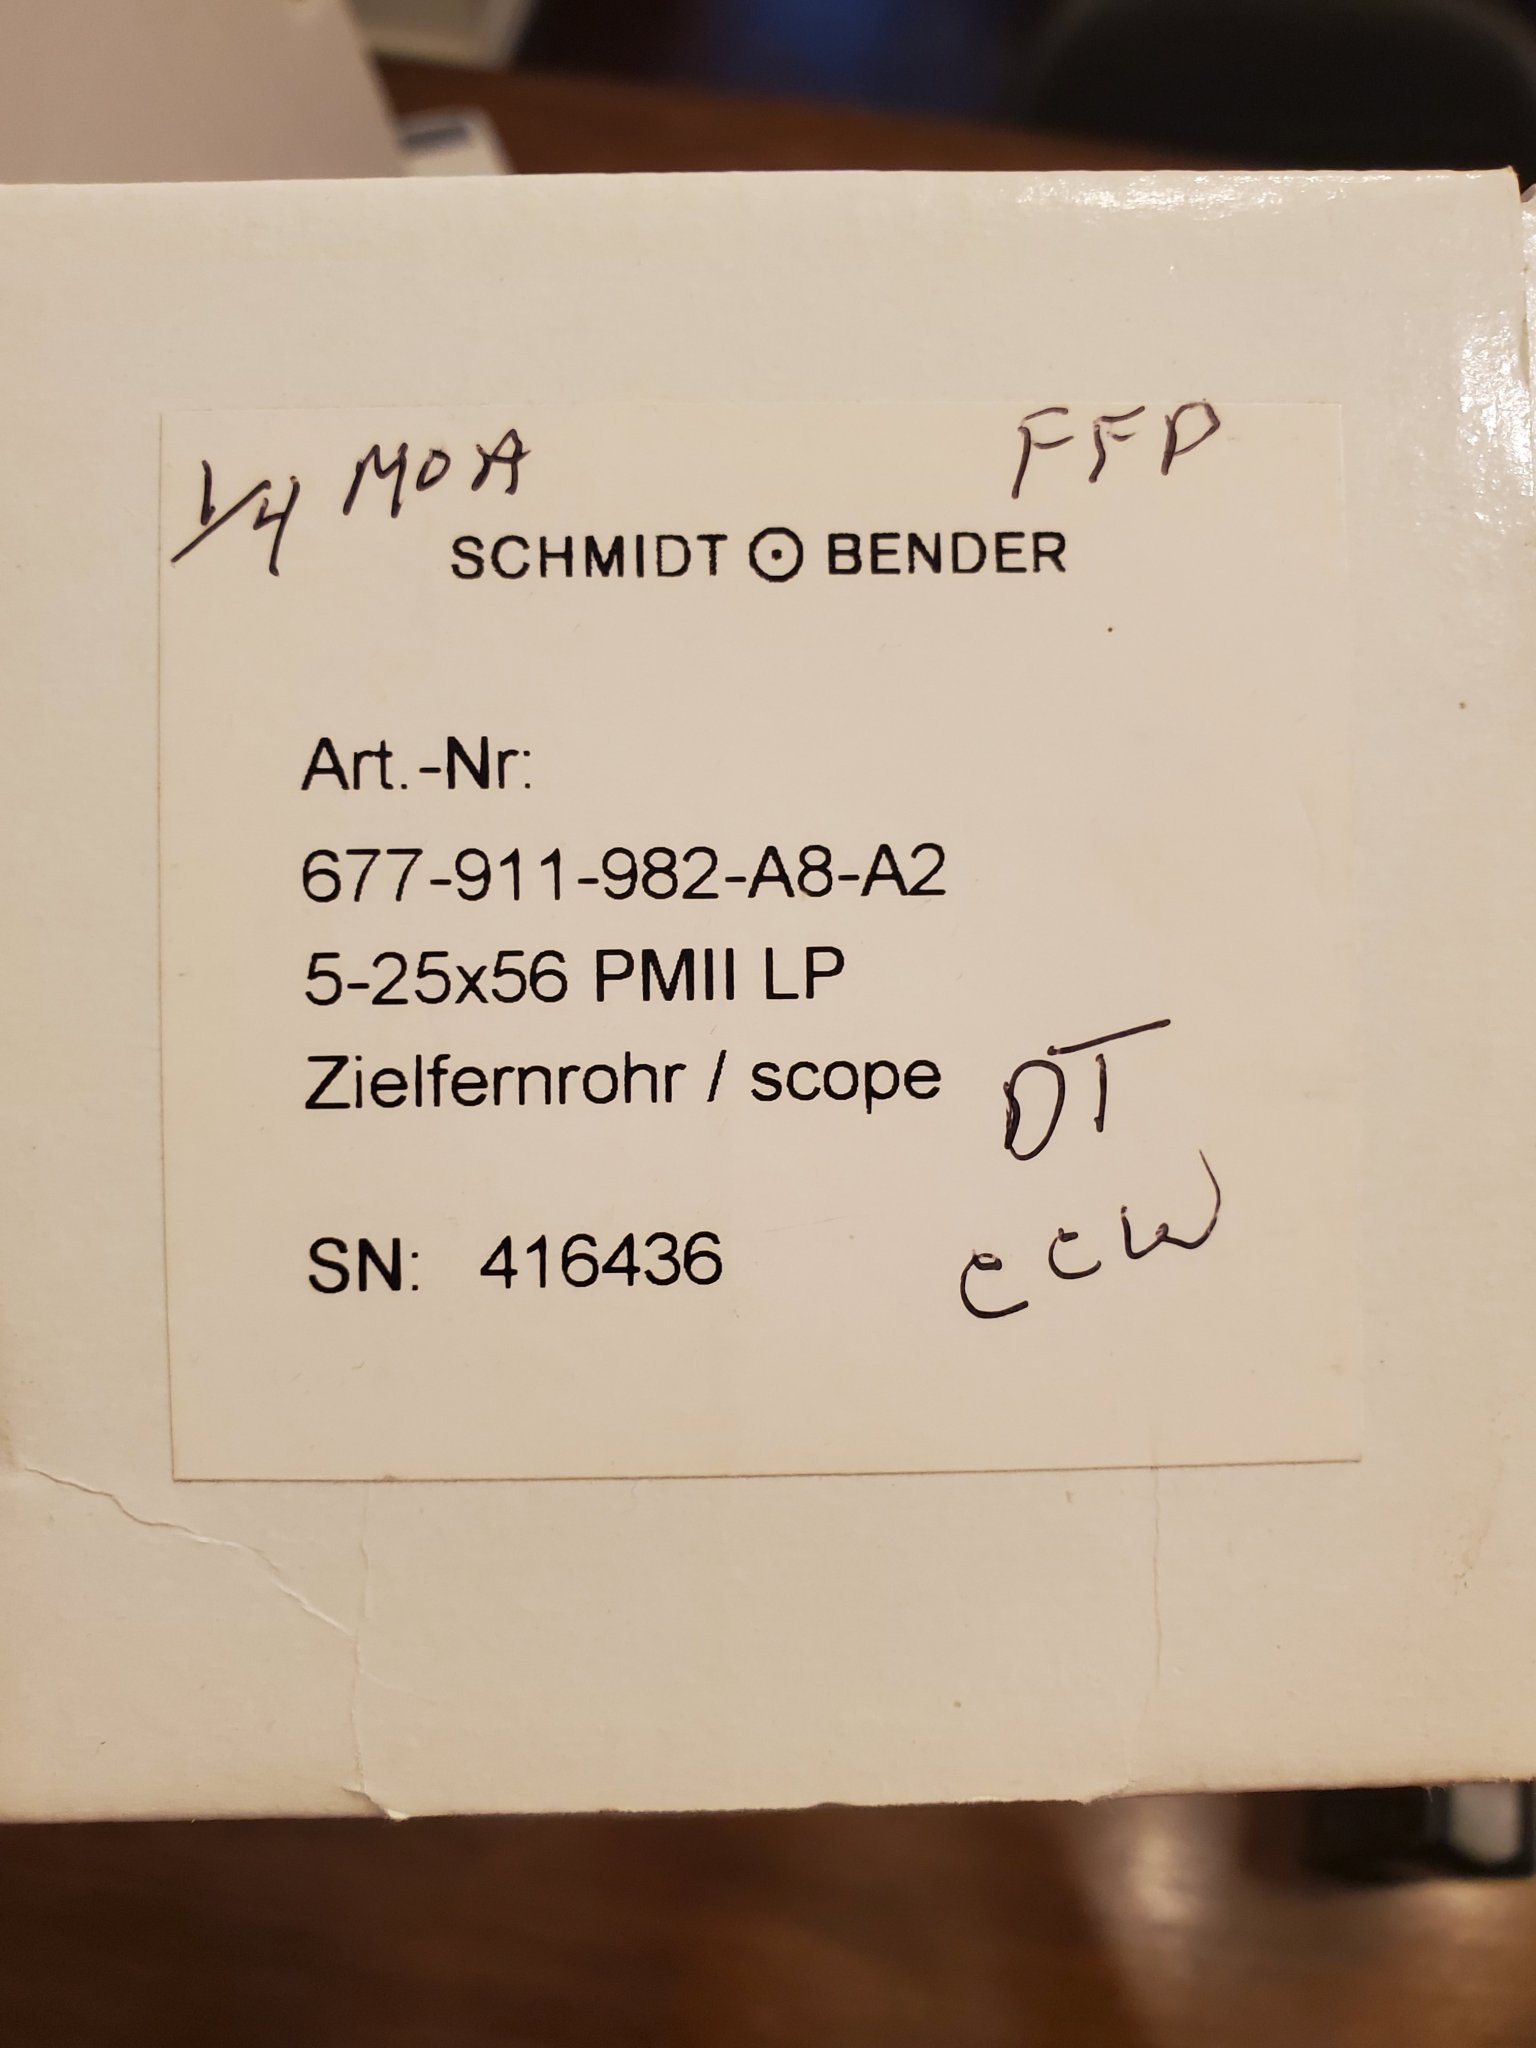 1/4 MOA FFP
SCHMIDT BENDER
Art.-Nr:
677-911-982-A8-A2
5-25x56 PMII LP
Zielfernrohr / scope DT
SN: 416436 CCW